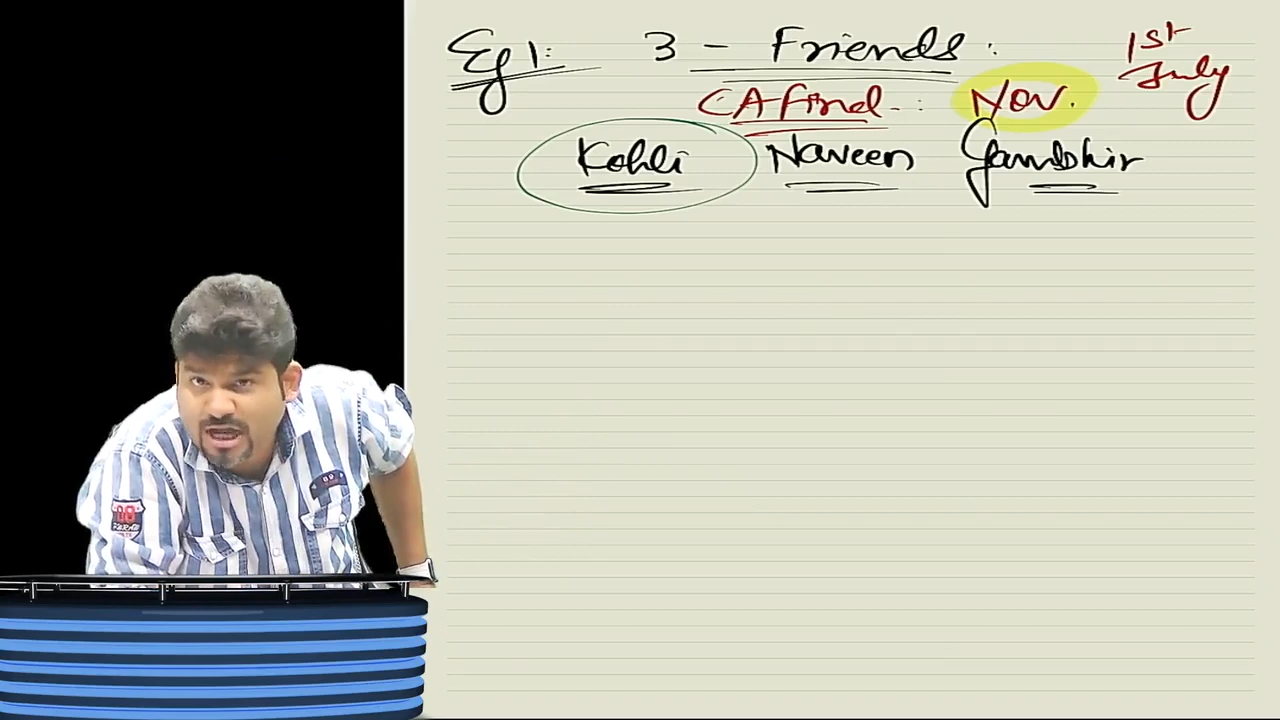 Eg 1: 3 - Friends: 1st July
CA final: Nov.
Kohli Naveen Gambhir